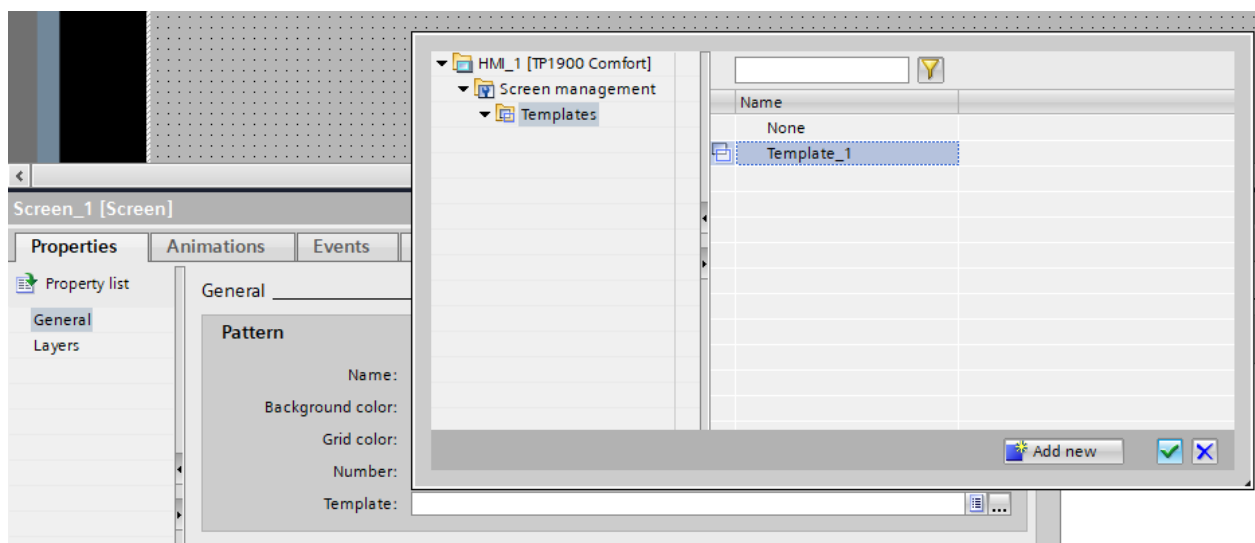 HMI_1 [TP1900 Comfort]
Screen management
Templates
Name
None
Template_1
Add new
Screen_1 [Screen]
Properties
Animations
Events
Property list
General
Layers
General
Pattern
Name:
Background color:
Grid color:
Number:
Template:
...